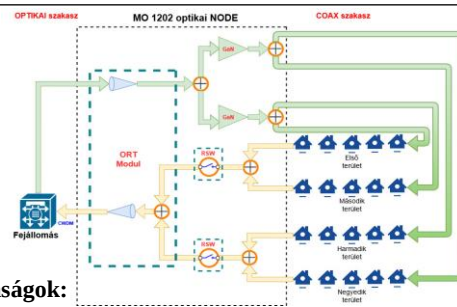 OPTIKAI szakasz
MO 1202 optikai NODE
COAX szakasz
GaN
GaN
ORT
Modul
RSW
Első
terület
Második
terület
Fejállomás
RSW
Harmadik
terület
Negyedik
terület
ságok: